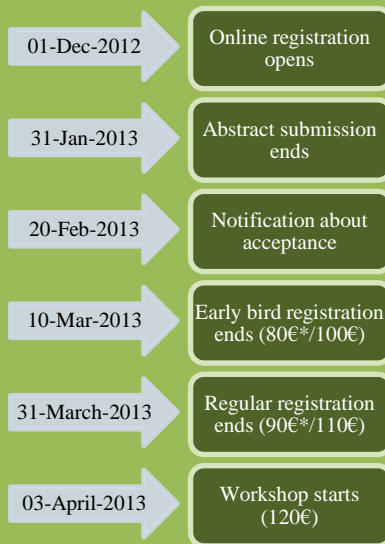 01-Dec-2012
Online registration
opens
31-Jan-2013
Abstract submission
ends
20-Feb-2013
Notification about
acceptance
10-Mar-2013
Early bird registration
ends (80€*/100€)
31-March-2013
Regular registration
ends (90€*/110€)
03-April-2013
Workshop starts
(120€)